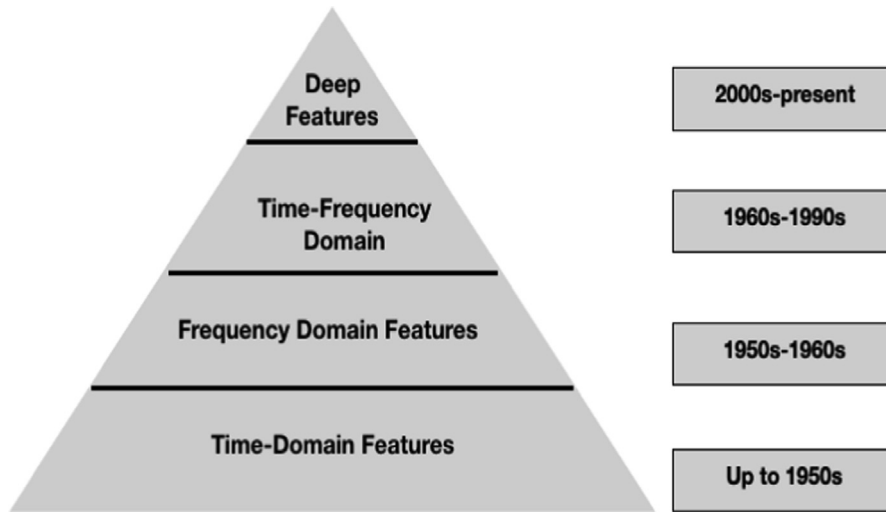 Deep
Features
2000s-present
Time-Frequency
Domain
1960s-1990s
Frequency Domain Features
1950s-1960s
Time-Domain Features
Up to 1950s